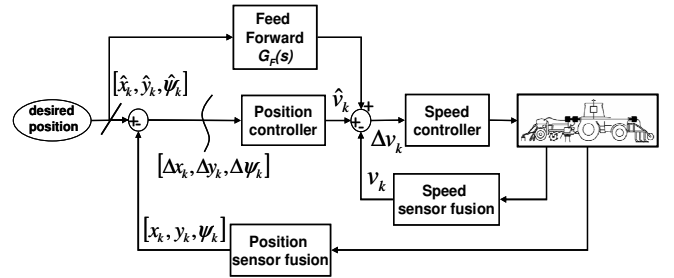 Feed
Forward
G_F(s)
[x̂_k, ŷ_k, ψ̂_k]
v̂_k
+
desired
position
+
-
Position
controller
+
-
Speed
controller
Δv_k
[Δx_k, Δy_k, Δψ_k]
v_k
Speed
sensor fusion
[x_k, y_k, ψ_k]
Position
sensor fusion